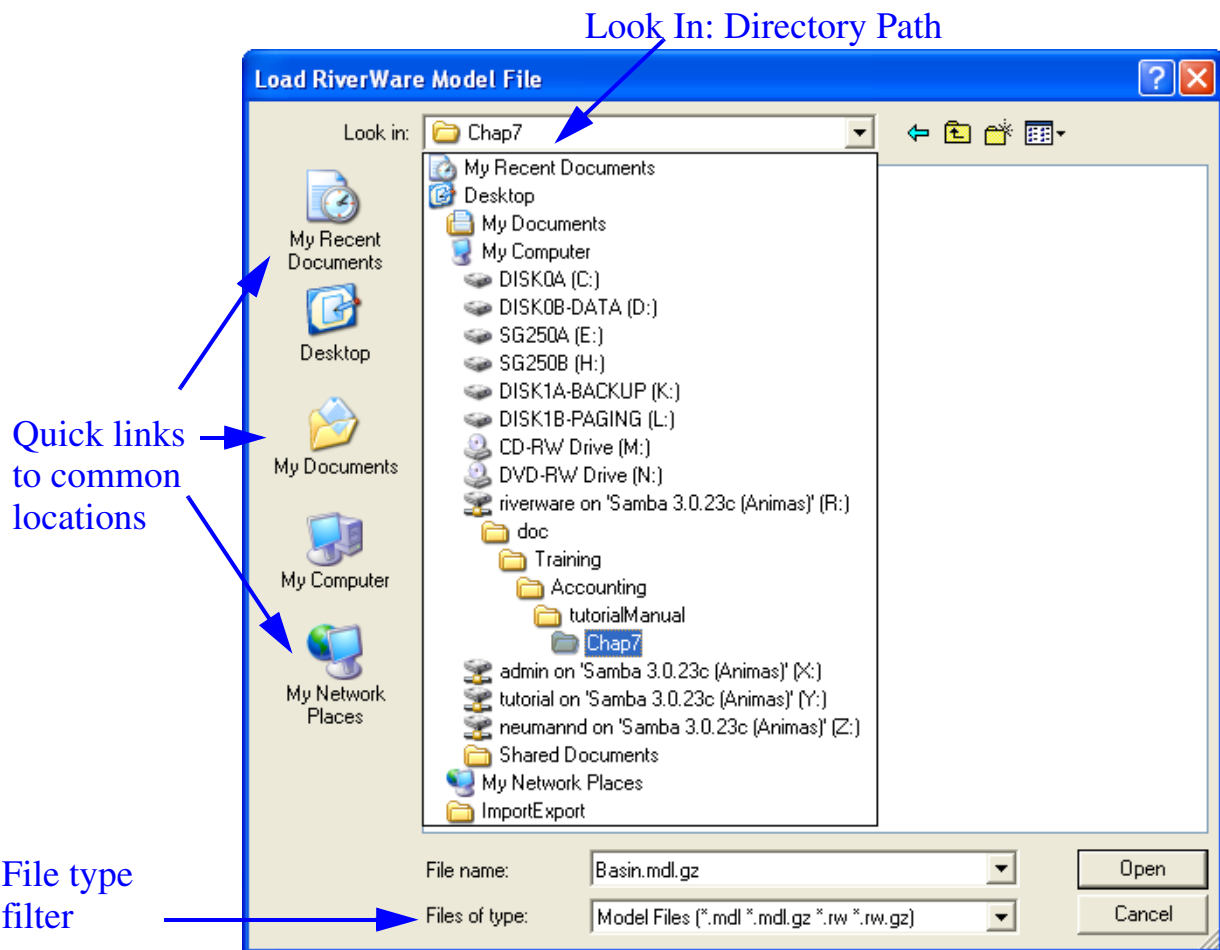 Look In: Directory Path
Load RiverWare Model File
Look in:
Chap7
My Recent Documents
Desktop
My Documents
My Computer
DISK0A (C:)
DISK0B-DATA (D:)
SG250A (E:)
SG250B (H:)
DISK1A-BACKUP (K:)
DISK1B-PAGING (L:)
CD-RW Drive (M:)
DVD-RW Drive (N:)
riverware on 'Samba 3.0.23c (Animas)' (R:)
doc
Training
Accounting
tutorialManual
Chap7
admin on 'Samba 3.0.23c (Animas)' (X:)
tutorial on 'Samba 3.0.23c (Animas)' (Y:)
neumannd on 'Samba 3.0.23c (Animas)' (Z:)
Shared Documents
My Network Places
ImportExport
My Recent
Documents
Desktop
My Documents
My Computer
My Network
Places
Quick links
to common
locations
File name:
Basin.mdl.gz
Open
File type
filter
Files of type:
Model Files (*.mdl *.mdl.gz *.rw *.rw.gz)
Cancel